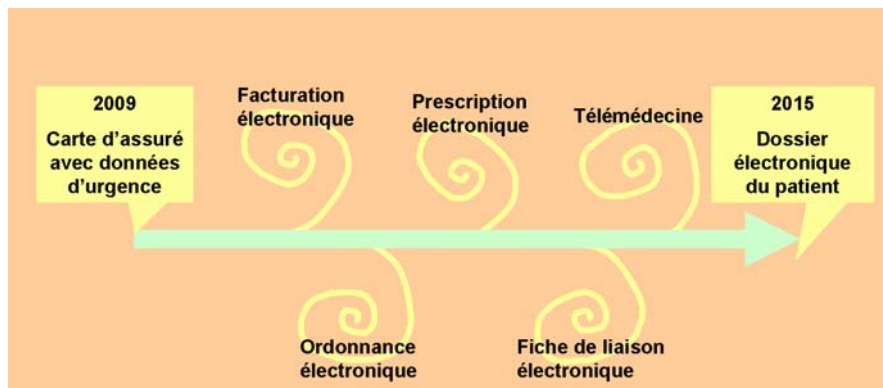 2009
Carte d'assuré
avec données
d'urgence
Facturation
électronique
Prescription
électronique
Télémédecine
2015
Dossier
électronique
du patient
Ordonnance
électronique
Fiche de liaison
électronique